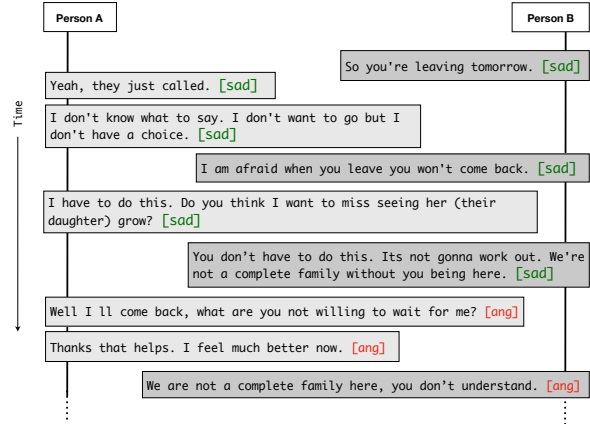 Person A
Person B
So you're leaving tomorrow. [sad]
Yeah, they just called. [sad]
Time
I don't know what to say. I don't want to go but I
don't have a choice. [sad]
I am afraid when you leave you won't come back. [sad]
I have to do this. Do you think I want to miss seeing her (their
daughter) grow? [sad]
You don’t have to do this. Its not gonna work out. We're
not a complete family without you being here. [sad]
Well I ll come back, what are you not willing to wait for me? [ang]
Thanks that helps. I feel much better now. [ang]
We are not a complete family here, you don’t understand. [ang]